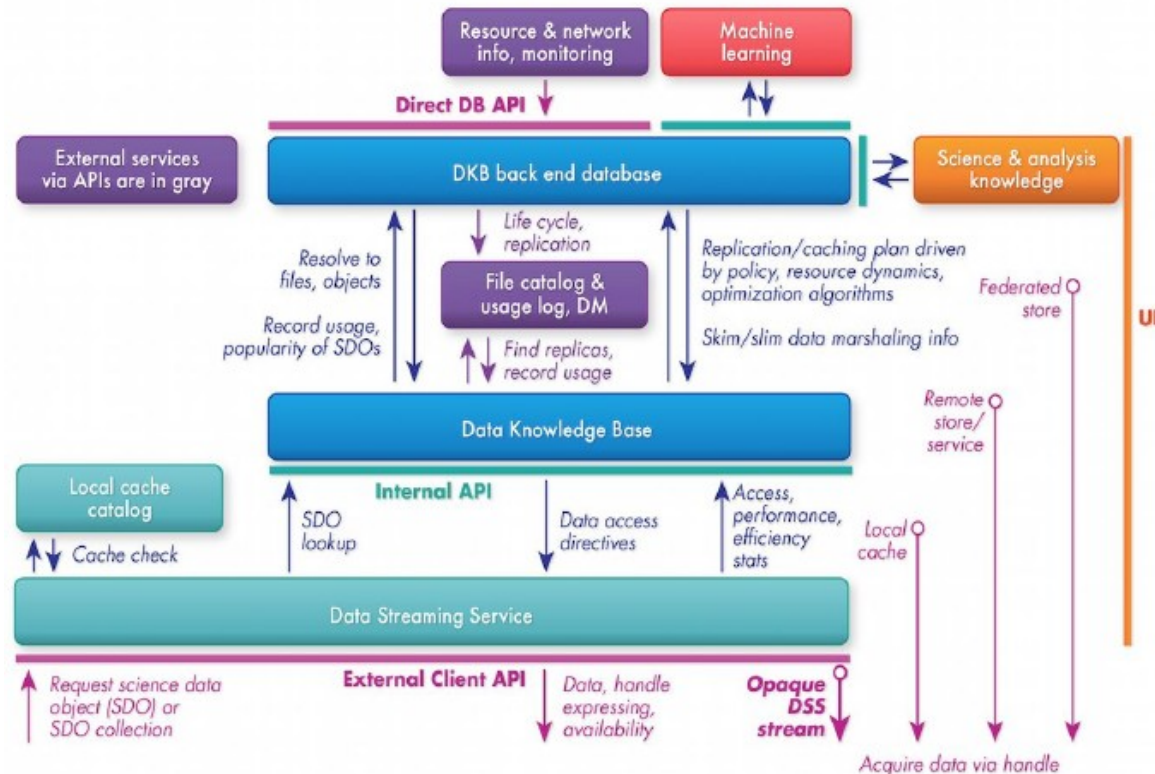 Resource & network
info, monitoring
Machine
learning
Direct DB API
External services
via APIs are in gray
DKB back end database
Science & analysis
knowledge
Life cycle,
replication
Resolve to
files, objects
Replication/caching plan driven
by policy, resource dynamics,
optimization algorithms
File catalog &
usage log, DM
Federated
store
Record usage,
popularity of SDOs
Skim/slim data marshaling info
Find replicas,
record usage
Remote
store/
service
Data Knowledge Base
Internal API
Local cache
catalog
SDO
lookup
Data access
directives
Access,
performance,
efficiency
stats
Local
cache
Cache check
Data Streaming Service
External Client API
Request science data
object (SDO) or
SDO collection
Data, handle
expressing,
availability
Opaque
DSS
stream
Acquire data via handle